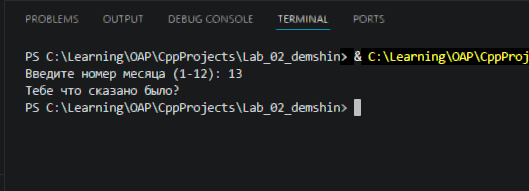 PROBLEMS OUTPUT DEBUG CONSOLE TERMINAL PORTS
PS C:\Learning\OAP\CppProjects\Lab_02_demshin> & C:\Learning\OAP\CppProj
Введите номер месяца (1-12): 13
Тебе что сказано было?
PS C:\Learning\OAP\CppProjects\Lab_02_demshin>